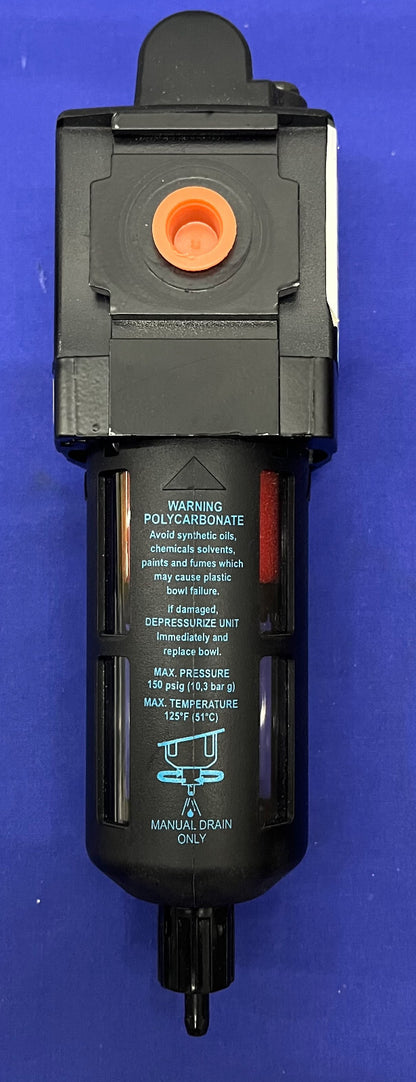 WARNING
POLYCARBONATE
Avoid synthetic oils,
chemicals solvents,
paints and fumes which
may cause plastic
bowl failure.
if damaged,
DEPRESSURIZE UNIT
Immediately and
replace bowl.
MAX. PRESSURE
150 psig (10,3 bar g)
MAX. TEMPERATURE
125°F (51°C)
MANUAL DRAIN
ONLY